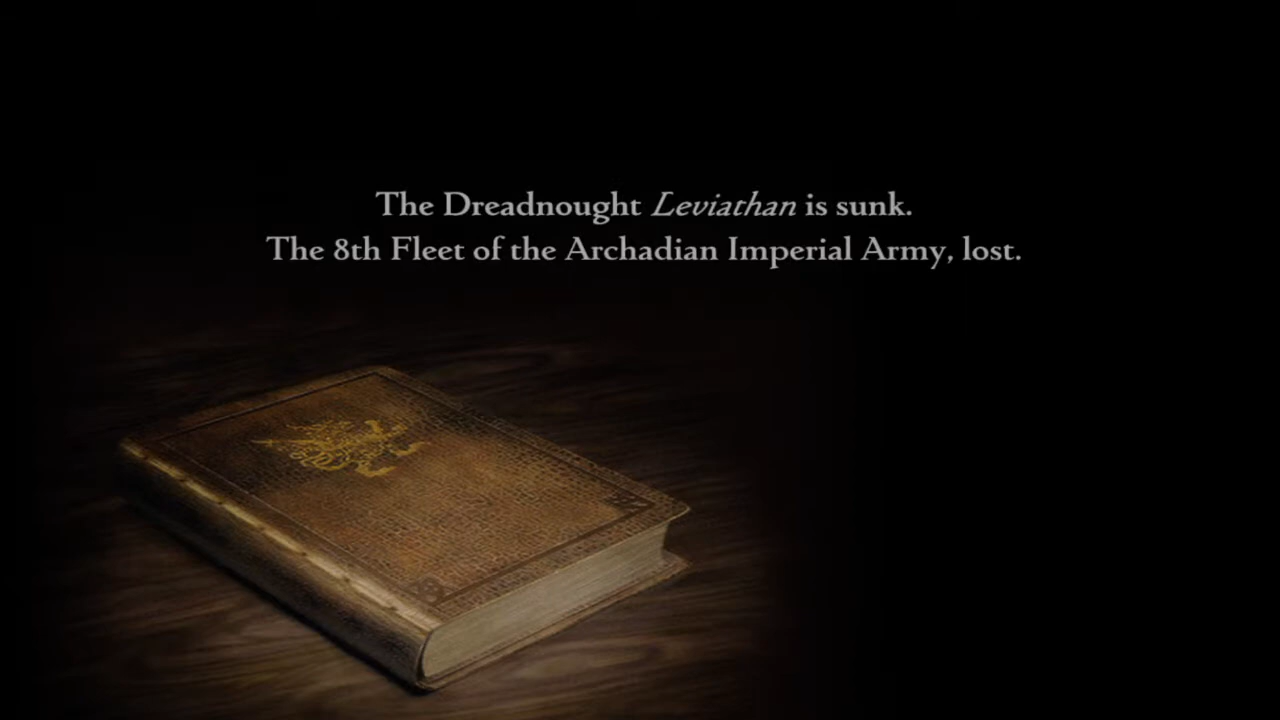 The Dreadnought Leviathan is sunk.
The 8th Fleet of the Archadian Imperial Army, lost.